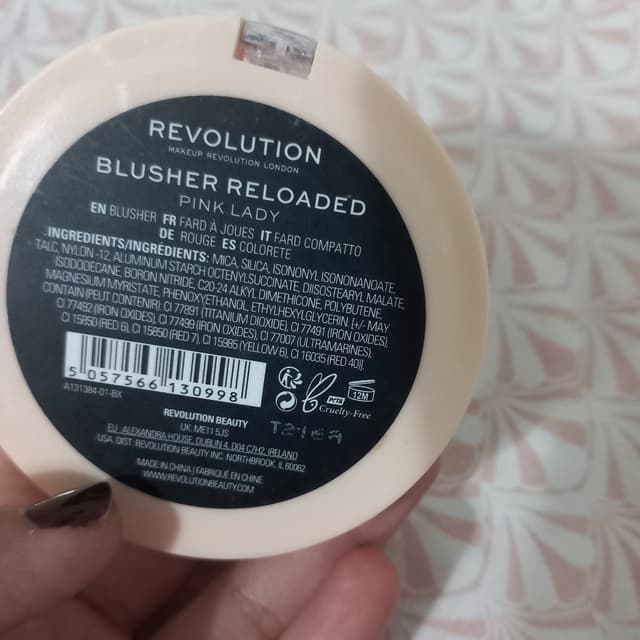 REVOLUTION
MAKEUP REVOLUTION LONDON
BLUSHER RELOADED
PINK LADY
EN BLUSHER FR FARD À JOUES IT FARD COMPATTO
DE ROUGE ES COLORETE
INGREDIENTS/INGRÉDIENTS: MICA, SILICA, ISONONYL ISONONANOATE,
TALC, NYLON -12, ALUMINUM STARCH OCTENYLSUCCINATE, DIISOSTEARYL MALATE,
ISODODECANE, BORON NITRIDE, C20-24 ALKYL DIMETHICONE, POLYBUTENE,
MAGNESIUM MYRISTATE, PHENOXYETHANOL, ETHYLHEXYLGLYCERIN. [+/- MAY
CONTAIN (PEUT CONTENIR): CI 77891 (TITANIUM DIOXIDE), CI 77491 (IRON OXIDES),
CI 77492 (IRON OXIDES), CI 77499 (IRON OXIDES), CI 77007 (ULTRAMARINES),
CI 15850 (RED 6), CI 15850 (RED 7), CI 15985 (YELLOW 6), CI 16035 (RED 40)].
5 057566 130998
A131384-01-BX
PETA
Cruelty-Free
12M
REVOLUTION BEAUTY
UK: ME11 5JS
EU: ALEXANDRA HOUSE, DUBLIN 4, D04 C7H2, IRELAND
USA: DIST. REVOLUTION BEAUTY INC. NORTHBROOK, IL 60062
MADE IN CHINA | FABRIQUÉ EN CHINE
WWW.REVOLUTIONBEAUTY.COM